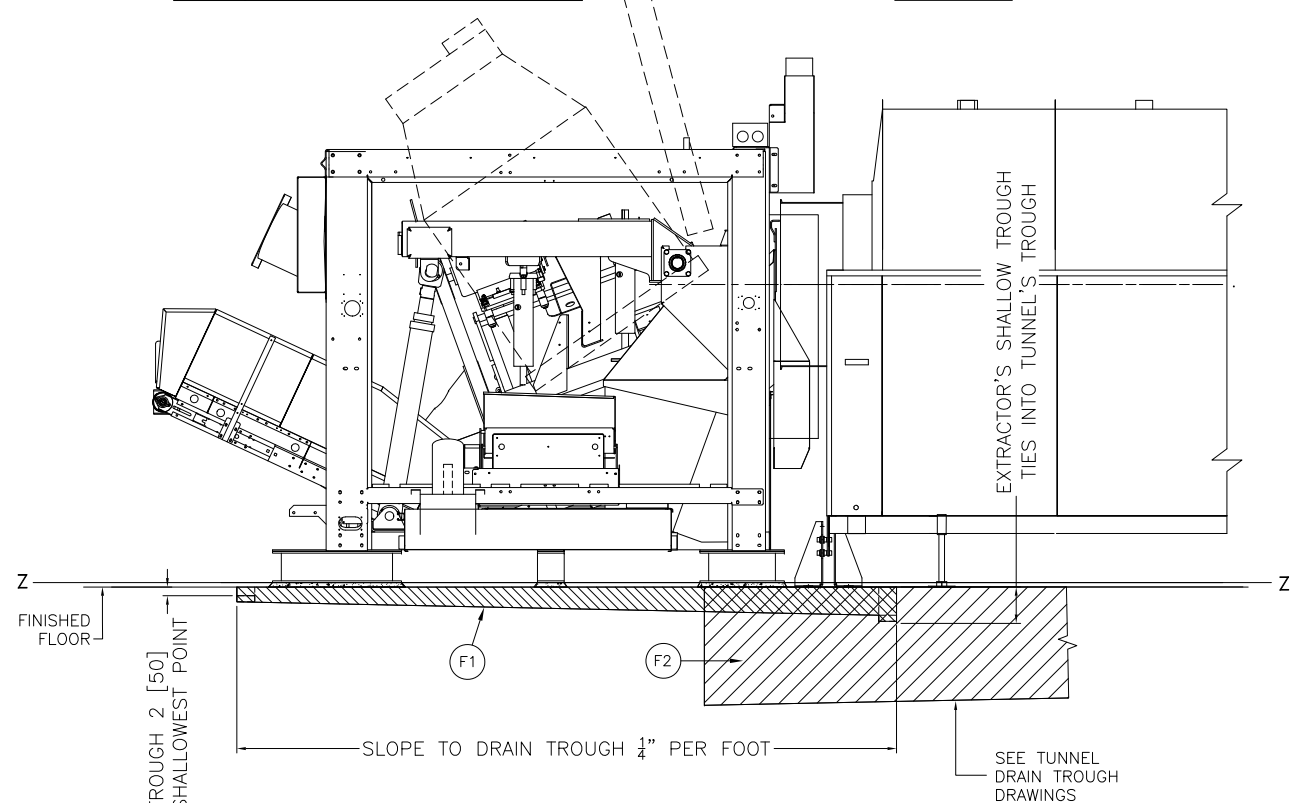 EXTRACTOR'S SHALLOW TROUGH
TIES INTO TUNNEL'S TROUGH
Z
Z
FINISHED
FLOOR
TROUGH 2 [50]
SHALLOWEST POINT
F1
F2
SLOPE TO DRAIN TROUGH 1/4" PER FOOT
SEE TUNNEL
DRAIN TROUGH
DRAWINGS